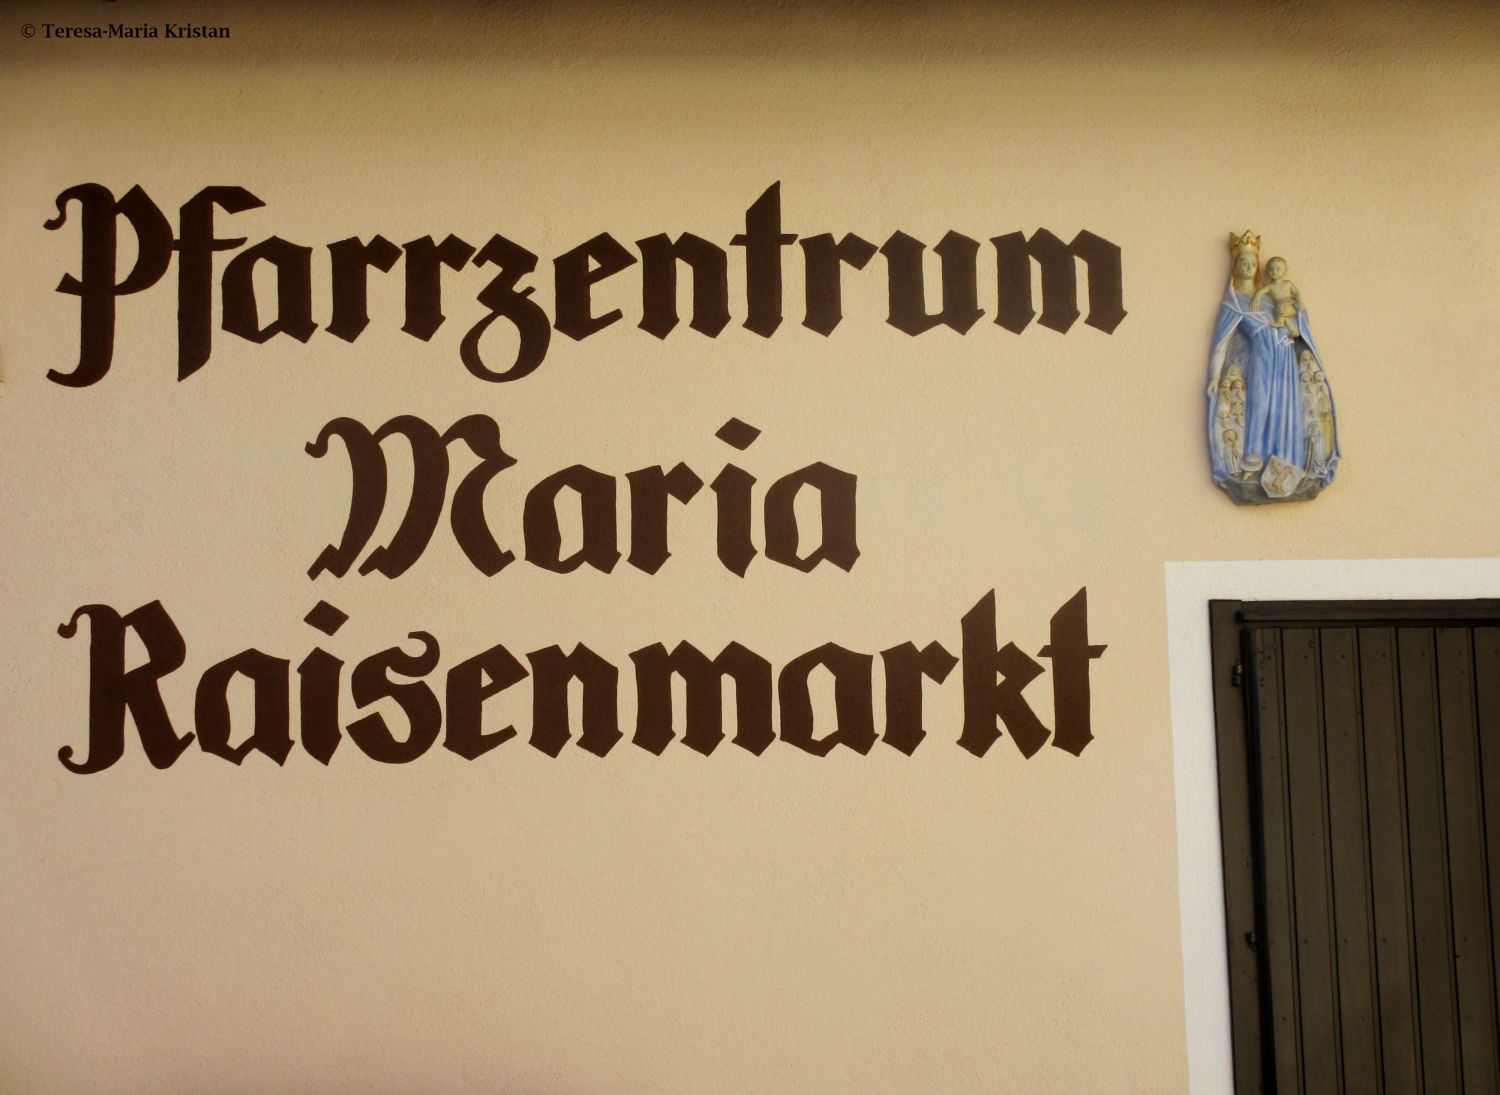 © Teresa-Maria Kristan
Pfarrzentrum
Maria
Raisenmarkt